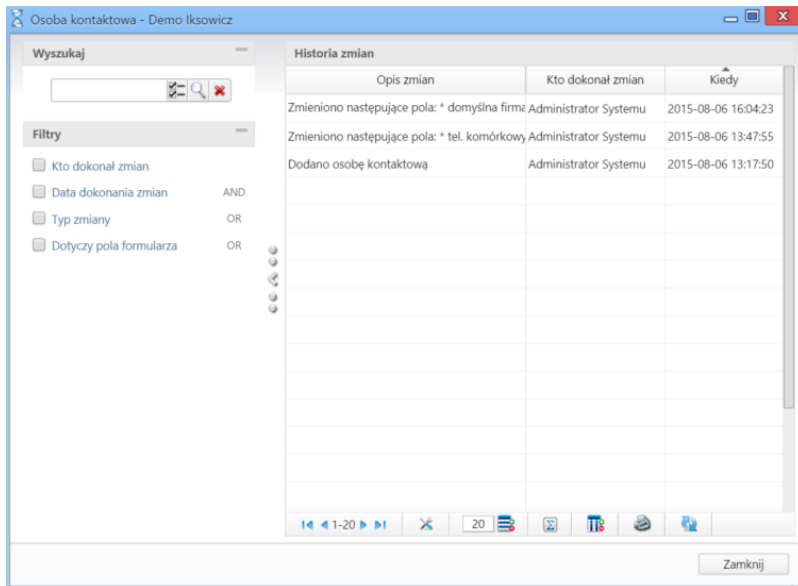 Osoba kontaktowa - Demo Iksowicz
Wyszukaj
Filtry
Kto dokonał zmian
Data dokonania zmian AND
Typ zmiany OR
Dotyczy pola formularza OR
Historia zmian
Opis zmian Kto dokonał zmian Kiedy
Zmieniono następujące pola: * domyślna firma Administrator Systemu 2015-08-06 16:04:23
Zmieniono następujące pola: * tel. komórkowy Administrator Systemu 2015-08-06 13:47:55
Dodano osobę kontaktową Administrator Systemu 2015-08-06 13:17:50
1-20 20
Zamknij